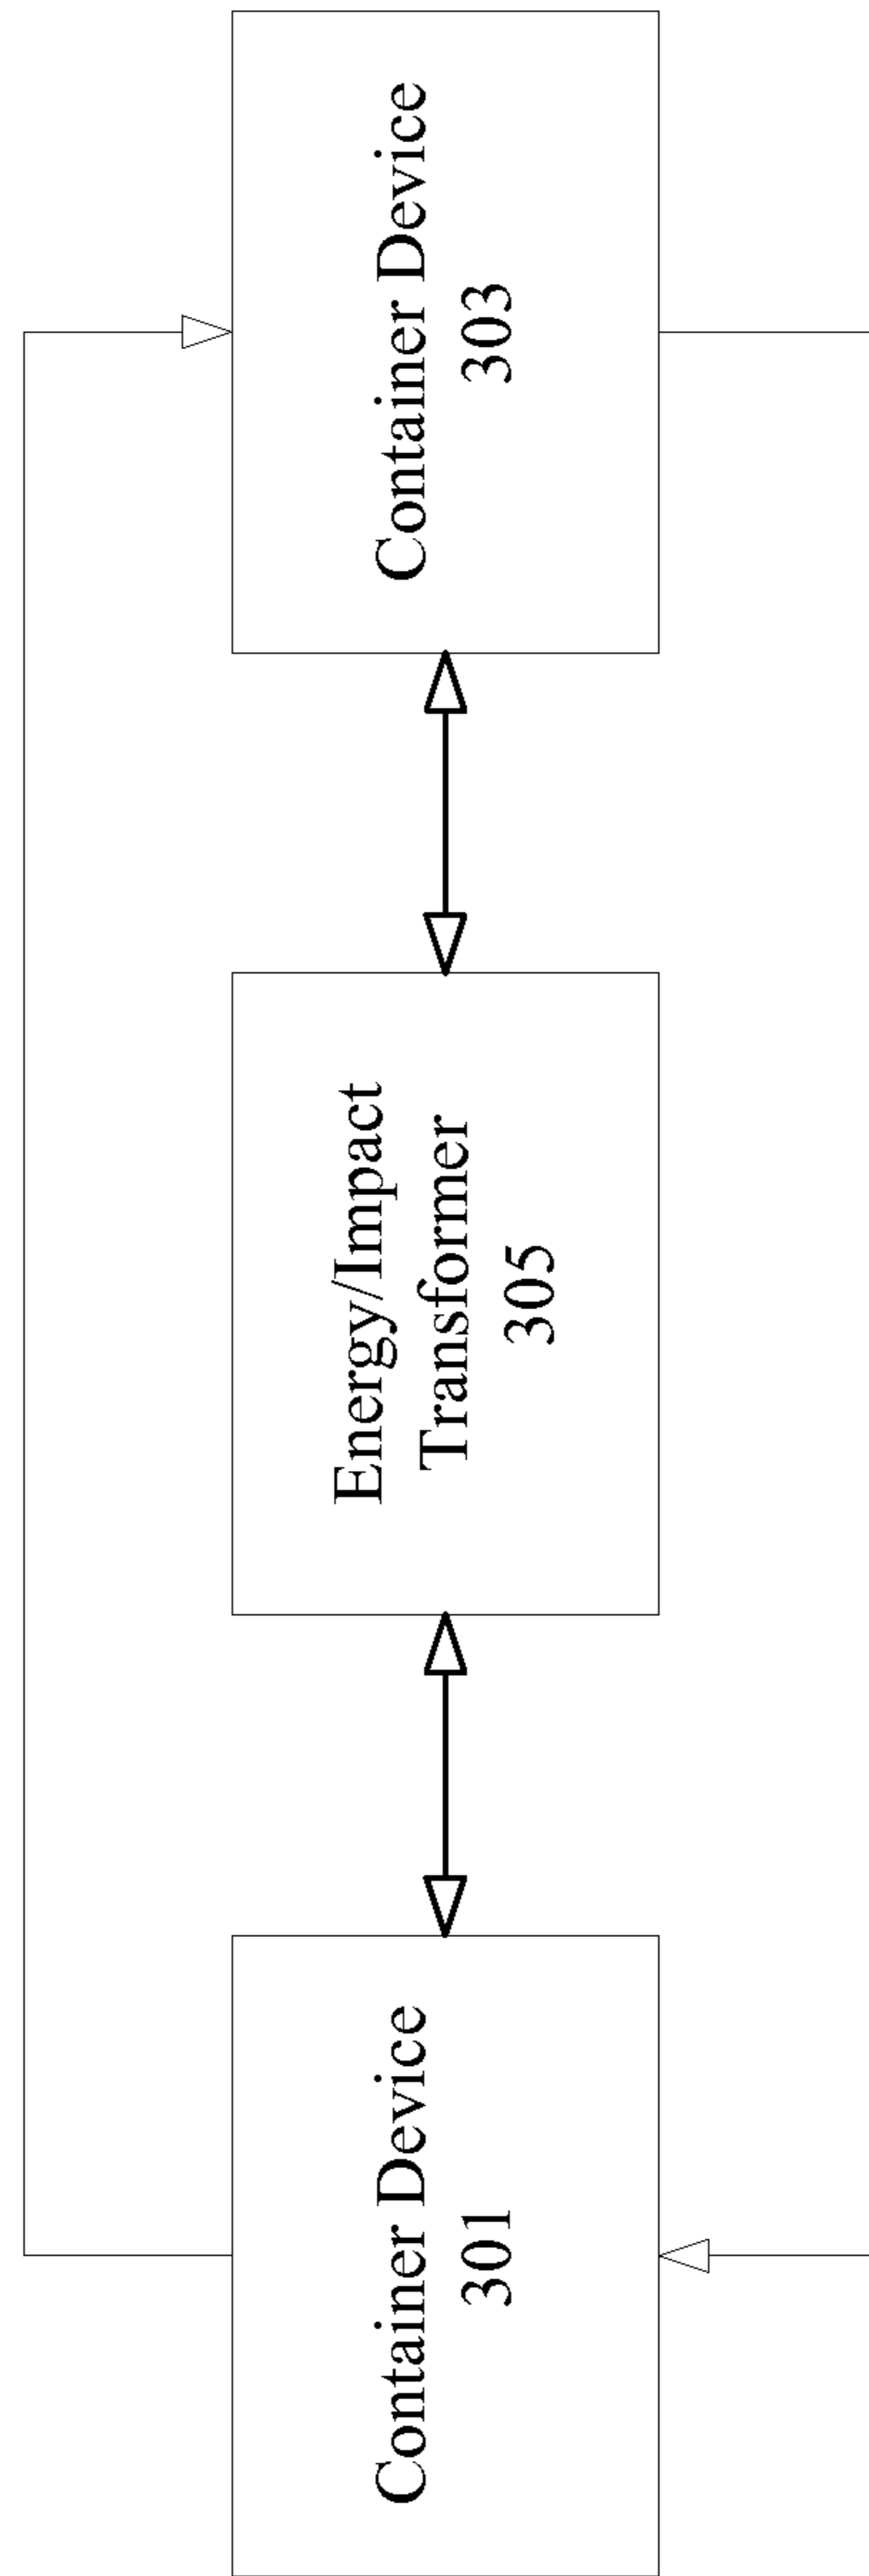 Container Device
301
Energy/Impact
Transformer
305
Container Device
303